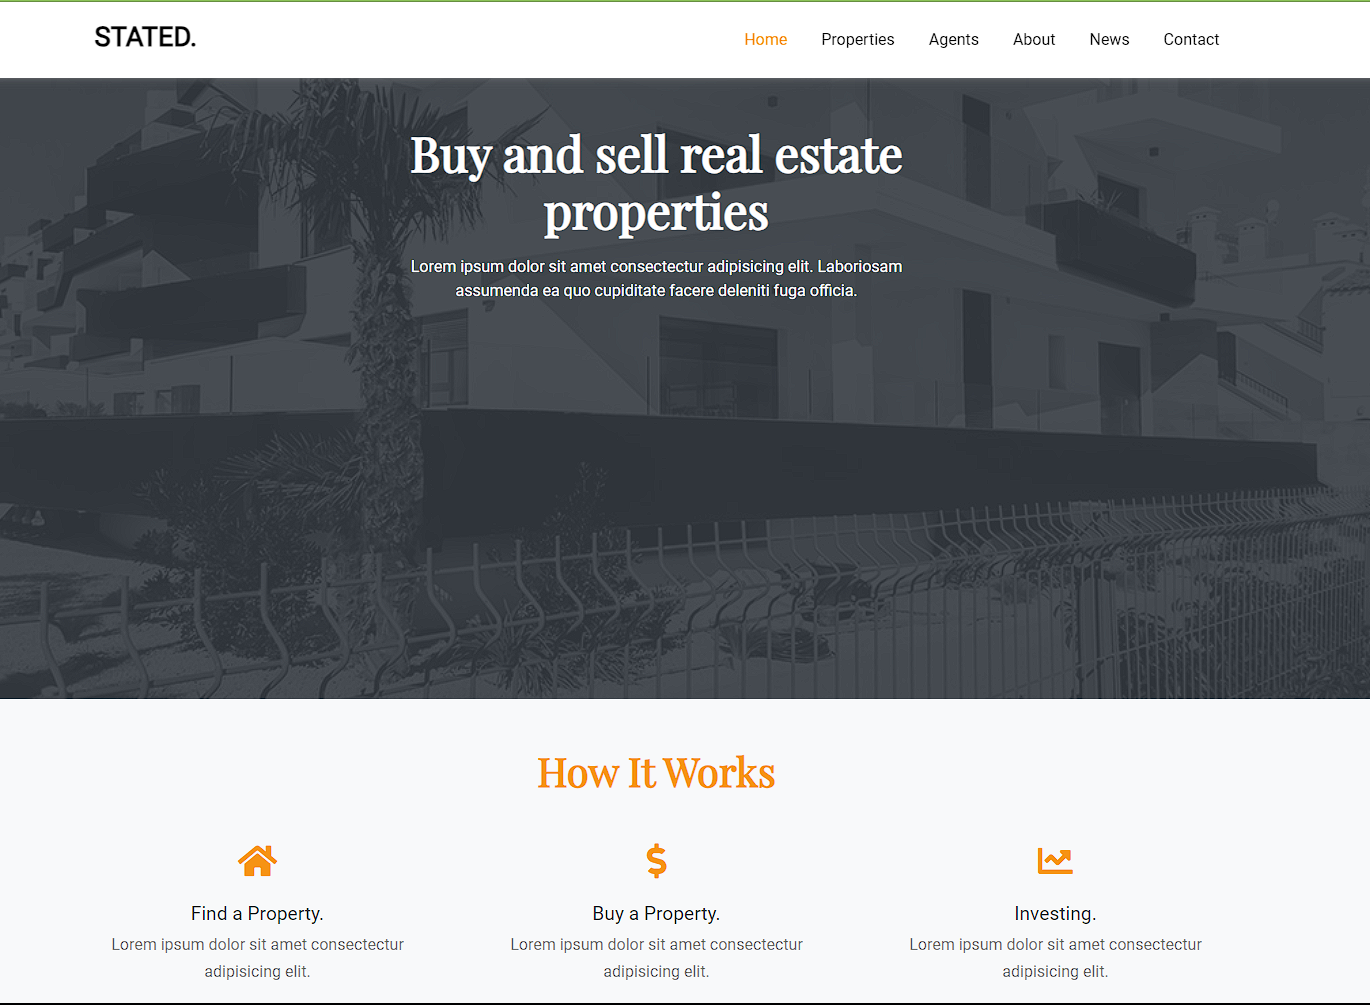 STATED.
Home Properties Agents About News Contact
Buy and sell real estate
properties
Lorem ipsum dolor sit amet consectectur adipisicing elit. Laboriosam
assumenda ea quo cupiditate facere deleniti fuga officia.
How It Works
Find a Property.
Lorem ipsum dolor sit amet consectectur
adipisicing elit.
Buy a Property.
Lorem ipsum dolor sit amet consectectur
adipisicing elit.
Investing.
Lorem ipsum dolor sit amet consectectur
adipisicing elit.